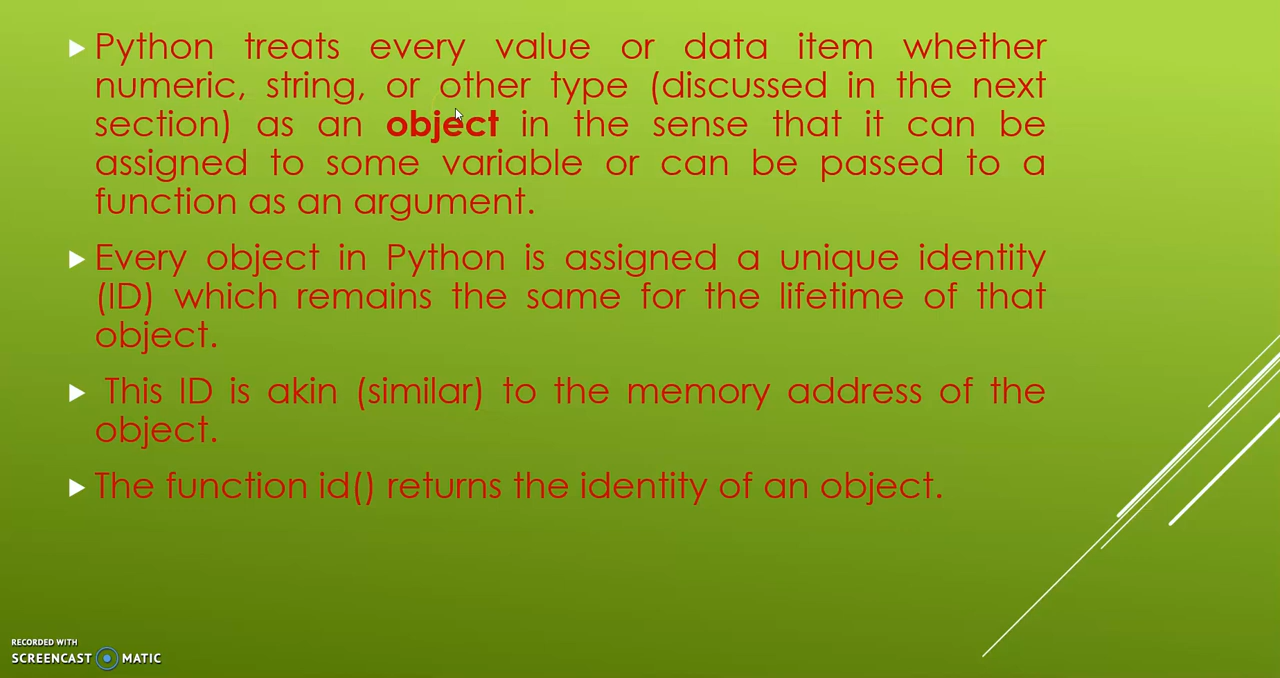 Python treats every value or data item whether
numeric, string, or other type (discussed in the next
section) as an object in the sense that it can be
assigned to some variable or can be passed to a
function as an argument.
Every object in Python is assigned a unique identity
(ID) which remains the same for the lifetime of that
object.
This ID is akin (similar) to the memory address of the
object.
The function id() returns the identity of an object.
RECORDED WITH
SCREENCAST MATIC